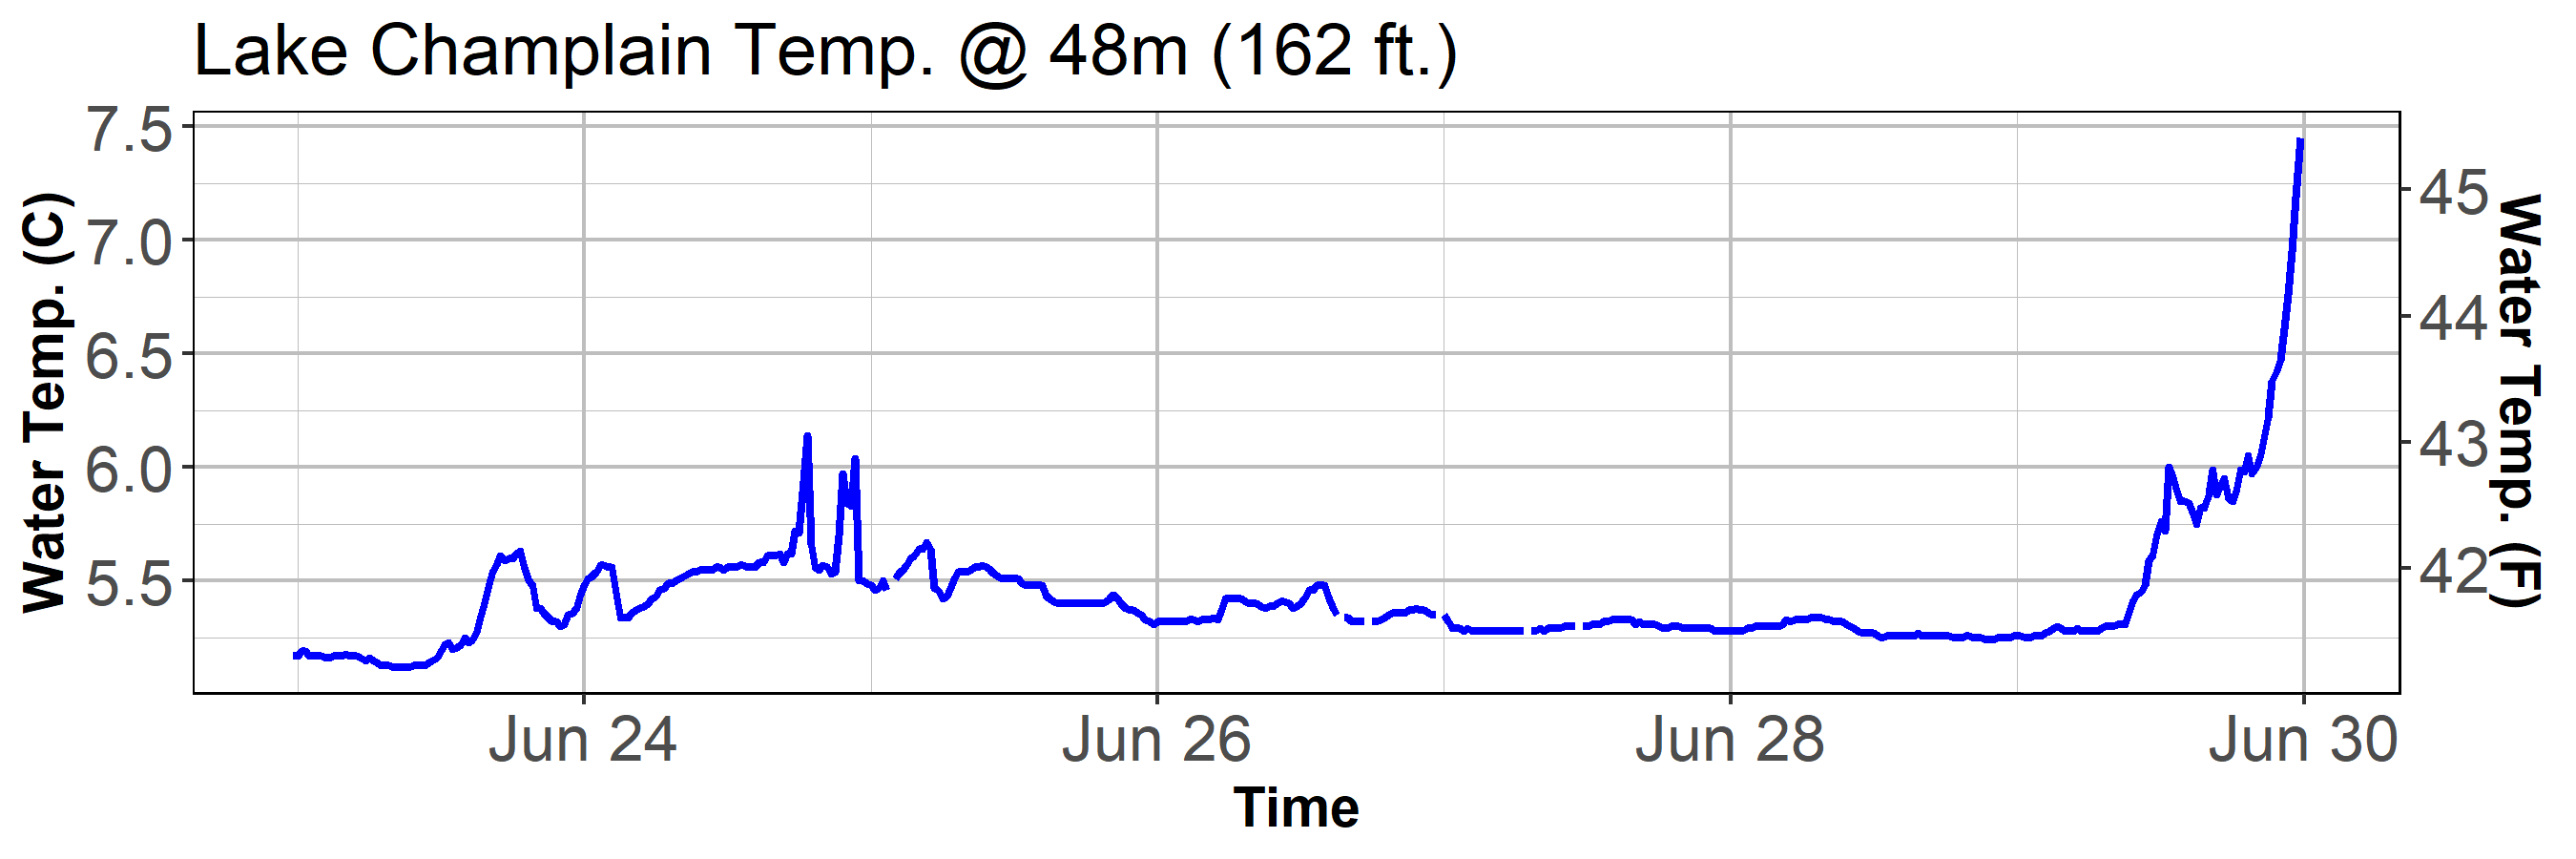 Lake Champlain Temp. @ 48m (162 ft.)
Water Temp. (C)
7.5
7.0
6.5
6.0
5.5
45
44
43
42
Water Temp. (F)
Jun 24 Jun 26 Jun 28 Jun 30
Time